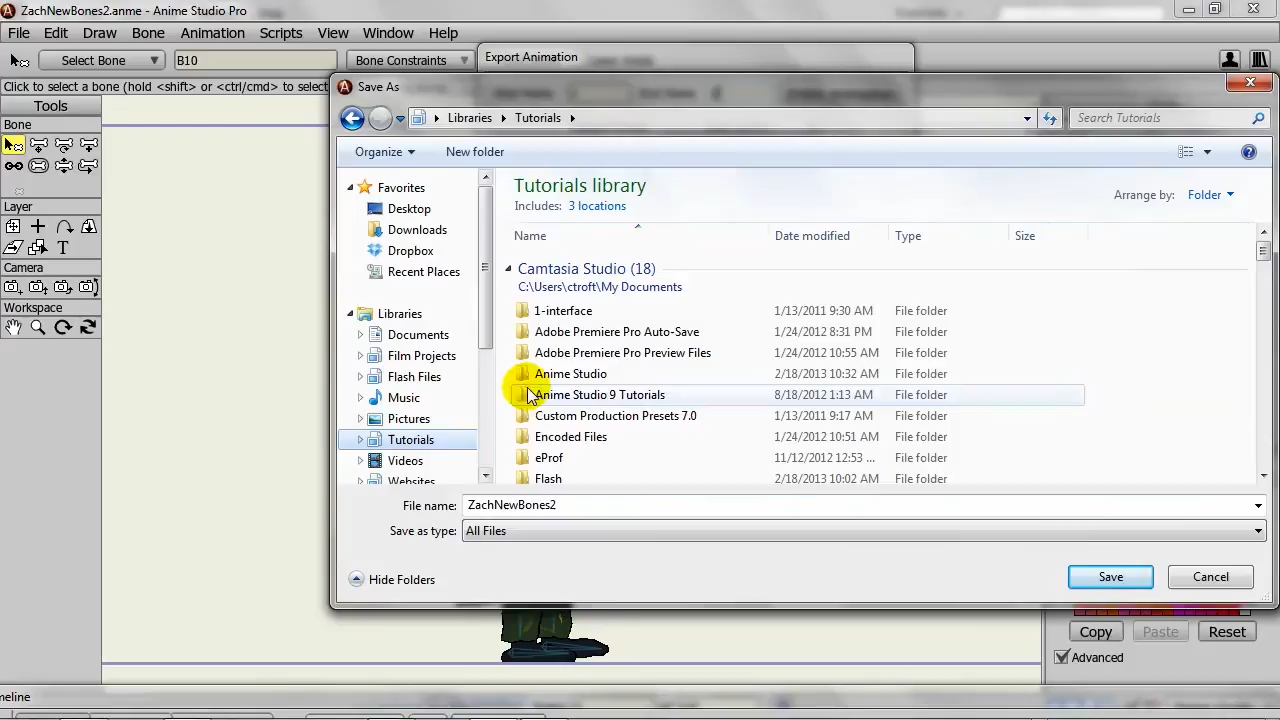 ZachNewBones2.anme - Anime Studio Pro
File Edit Draw Bone Animation Scripts View Window Help
Select Bone B10 Bone Constraints
Export Animation
Click to select a bone (hold <shift> or <ctrl/cmd> to select
Save As
Tools
Bone
Layer
Camera
Workspace
Libraries Tutorials
Search Tutorials
Organize New folder
Favorites
Desktop
Downloads
Dropbox
Recent Places
Libraries
Documents
Film Projects
Flash Files
Music
Pictures
Tutorials
Videos
Websites
Tutorials library
Includes: 3 locations
Arrange by: Folder
Name Date modified Type Size
Camtasia Studio (18)
C:\Users\ctroft\My Documents
1-interface 1/13/2011 9:30 AM File folder
Adobe Premiere Pro Auto-Save 1/24/2012 8:31 PM File folder
Adobe Premiere Pro Preview Files 1/24/2012 10:55 AM File folder
Anime Studio 2/18/2013 10:32 AM File folder
Anime Studio 9 Tutorials 8/18/2012 1:13 AM File folder
Custom Production Presets 7.0 1/13/2011 9:17 AM File folder
Encoded Files 1/24/2012 10:51 AM File folder
eProf 11/12/2012 12:53 ... File folder
Flash 2/18/2013 10:02 AM File folder
File name: ZachNewBones2
Save as type: All Files
Hide Folders
Save Cancel
Copy Paste Reset
Advanced
meline